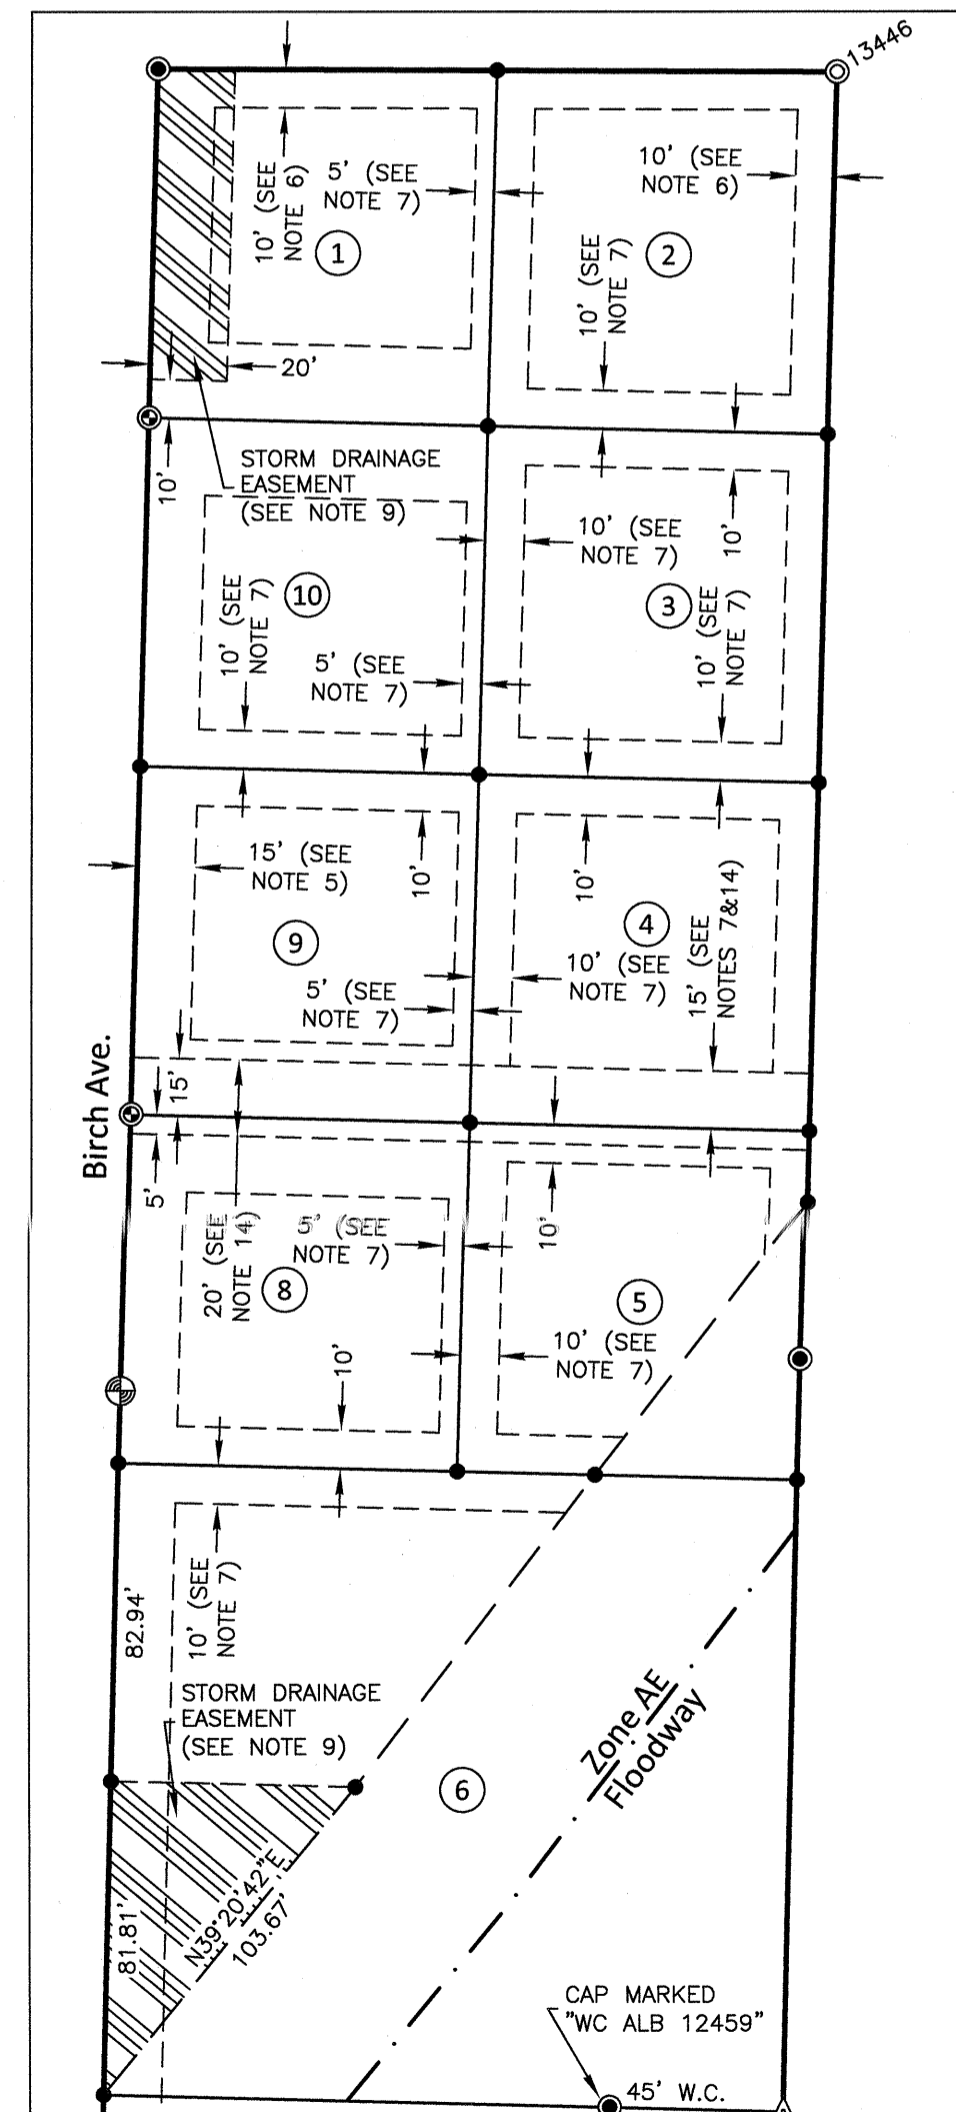 13446
10' (SEE
NOTE 6)
5' (SEE
NOTE 7)
1
10' (SEE
NOTE 6)
10' (SEE
NOTE 7)
2
20'
10'
STORM DRAINAGE
EASEMENT
(SEE NOTE 9)
10' (SEE
NOTE 7)
10'
10
10' (SEE
NOTE 7)
3
10' (SEE
NOTE 7)
5' (SEE
NOTE 7)
15' (SEE
NOTE 5)
10'
10'
9
4
15' (SEE
NOTES 7&14)
10' (SEE
NOTE 7)
5' (SEE
NOTE 7)
Birch Ave.
15'
5'
20' (SEE
NOTE 14)
5' (SEE
NOTE 7)
10'
8
5
10' (SEE
NOTE 7)
10'
82.94'
10' (SEE
NOTE 7)
STORM DRAINAGE
EASEMENT
(SEE NOTE 9)
Zone AE
Floodway
6
81.81'
N39°20'42"E
103.67'
CAP MARKED
"WC ALB 12459"
45' W.C.